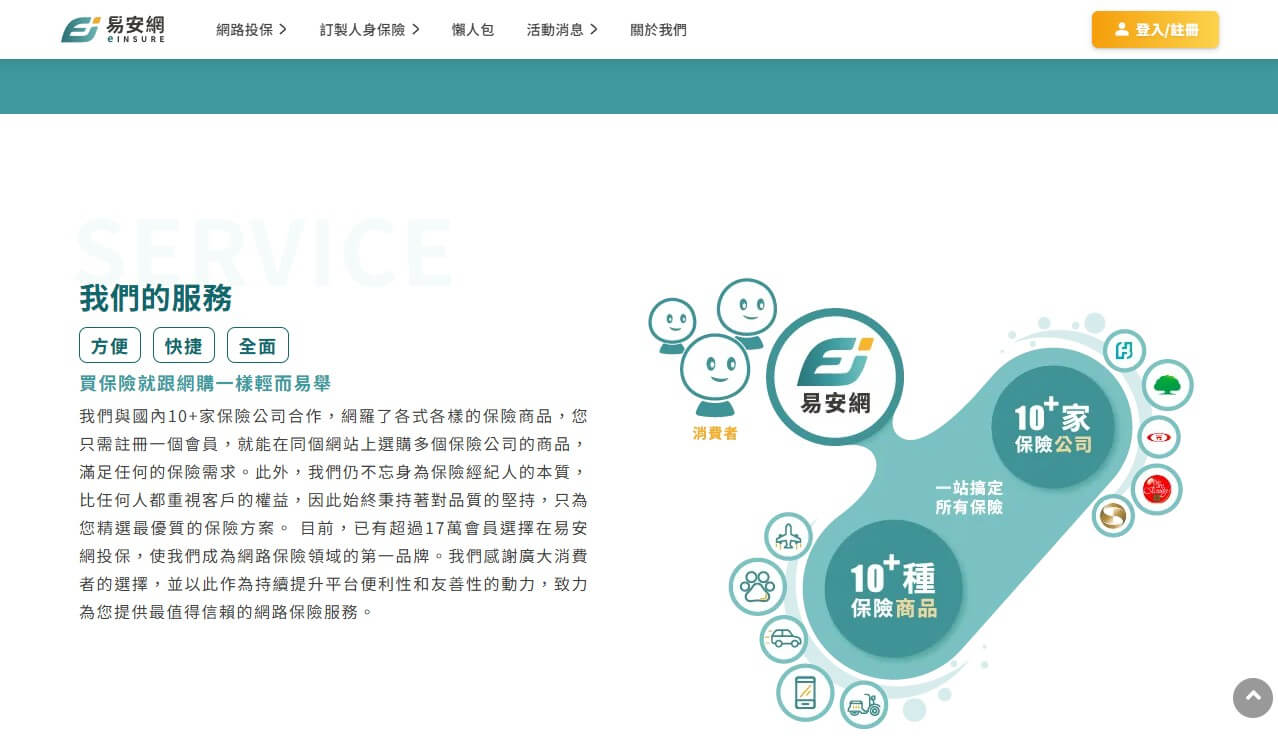 易安網
eINSURE
網路投保
訂製人身保險
懶人包
活動消息
關於我們
登入/註冊
SERVICE
我們的服務
方便
快捷
全面
買保險就跟網購一樣輕而易舉
我們與國內10+家保險公司合作，網羅了各式各樣的保險商品，您
只需註冊一個會員，就能在同個網站上選購多個保險公司的商品，
滿足任何的保險需求。此外，我們仍不忘身為保險經紀人的本質，
比任何人都重視客戶的權益，因此始終秉持著對品質的堅持，只為
您精選最優質的保險方案。 目前，已有超過17萬會員選擇在易安
網投保，使我們成為網路保險領域的第一品牌。我們感謝廣大消費
者的選擇，並以此作為持續提升平台便利性和友善性的動力，致力
為您提供最值得信賴的網路保險服務。
消費者
易安網
10+家
保險公司
一站搞定
所有保險
10+種
保險商品